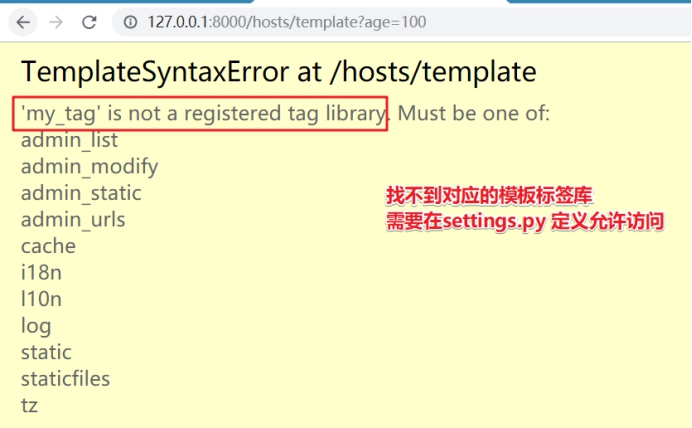 127.0.0.1:8000/hosts/template?age=100
TemplateSyntaxError at /hosts/template
'my_tag' is not a registered tag library. Must be one of:
admin_list
admin_modify
admin_static
admin_urls
cache
i18n
l10n
log
static
staticfiles
tz
找不到对应的模板标签库
需要在settings.py 定义允许访问